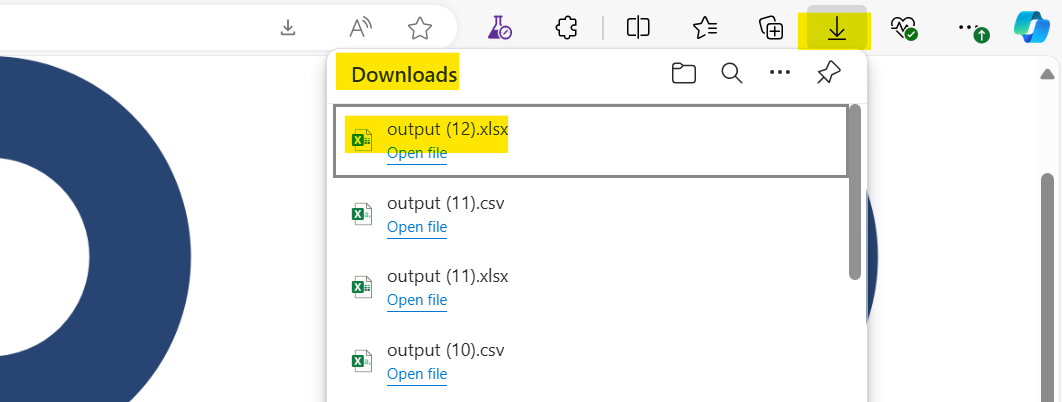 Downloads
output (12).xlsx
Open file
output (11).csv
Open file
output (11).xlsx
Open file
output (10).csv
Open file